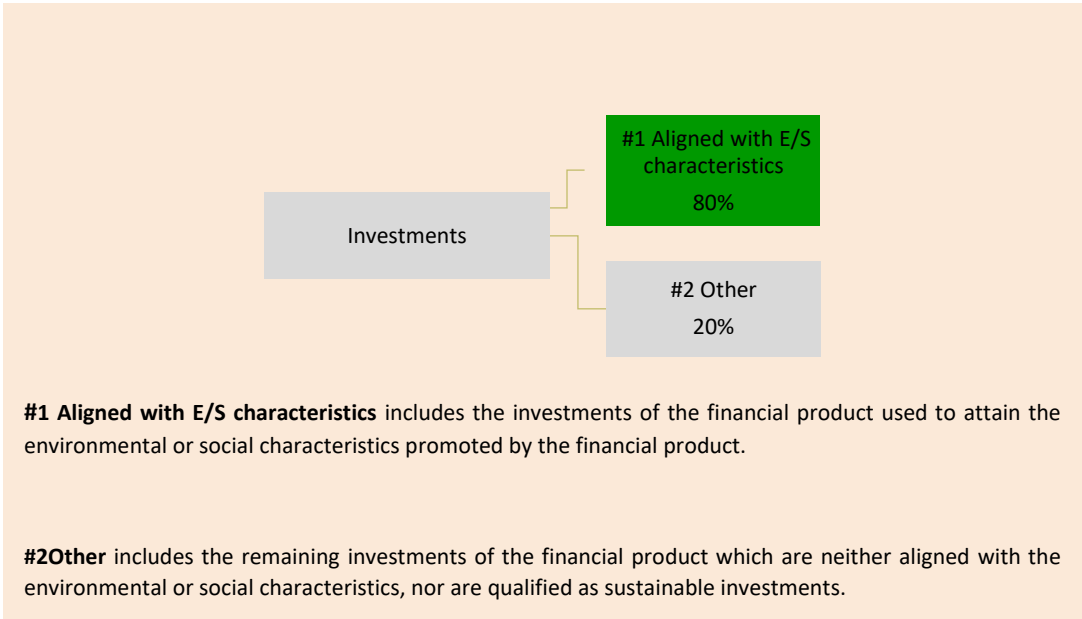 #1 Aligned with E/S
characteristics
80%
Investments
#2 Other
20%
#1 Aligned with E/S characteristics includes the investments of the financial product used to attain the
environmental or social characteristics promoted by the financial product.
#2Other includes the remaining investments of the financial product which are neither aligned with the
environmental or social characteristics, nor are qualified as sustainable investments.